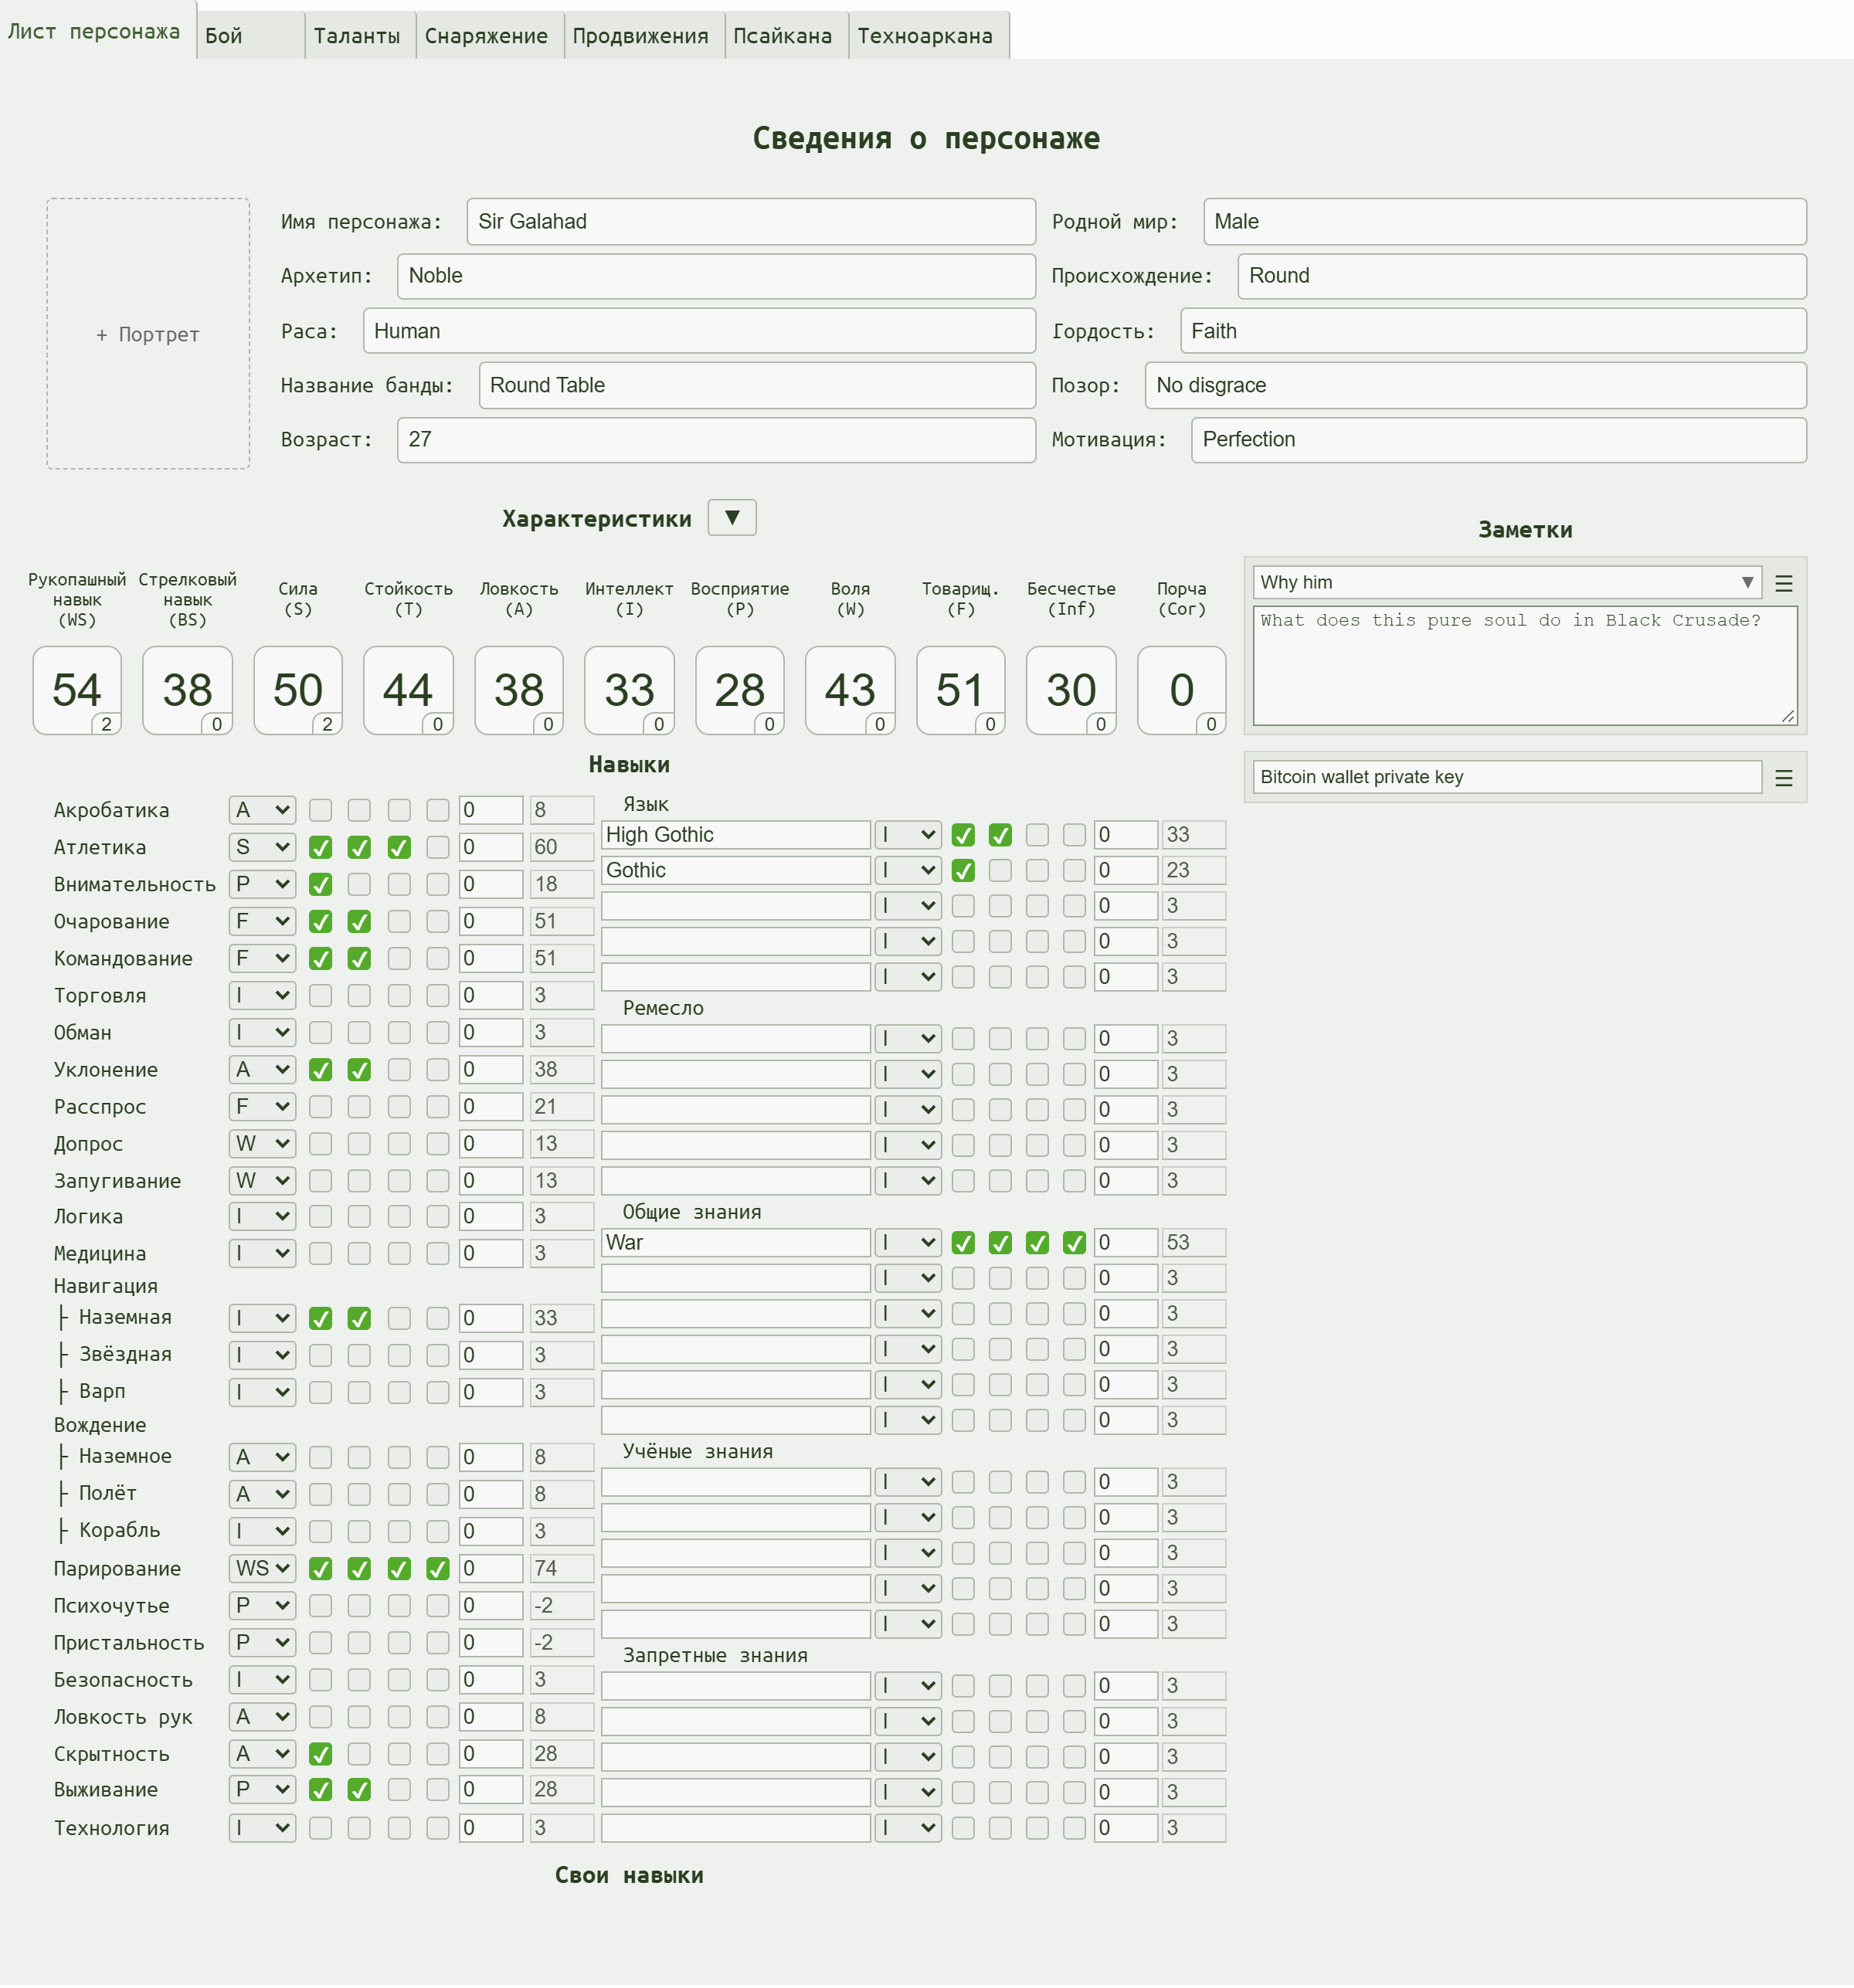 Лист персонажа Бой Таланты Снаряжение Продвижения Псайкана Техноаркана
Сведения о персонаже
+ Портрет
Имя персонажа: Sir Galahad
Родной мир: Male
Архетип: Noble
Происхождение: Round
Раса: Human
Гордость: Faith
Название банды: Round Table
Позор: No disgrace
Возраст: 27
Мотивация: Perfection
Характеристики ▼
Рукопашный навык (WS) 54 2
Стрелковый навык (BS) 38 0
Сила (S) 50 2
Стойкость (T) 44 0
Ловкость (A) 38 0
Интеллект (I) 33 0
Восприятие (P) 28 0
Воля (W) 43 0
Товарищ. (F) 51 0
Бесчестье (Inf) 30 0
Порча (Cor) 0 0
Заметки
Why him ▼ ☰
What does this pure soul do in Black Crusade?
Bitcoin wallet private key ☰
Навыки
Акробатика A 0 8
Атлетика S 0 60
Внимательность P 0 18
Очарование F 0 51
Командование F 0 51
Торговля I 0 3
Обман I 0 3
Уклонение A 0 38
Расспрос F 0 21
Допрос W 0 13
Запугивание W 0 13
Логика I 0 3
Медицина I 0 3
Навигация
├ Наземная I 0 33
├ Звёздная I 0 3
├ Варп I 0 3
Вождение
├ Наземное A 0 8
├ Полёт A 0 8
├ Корабль I 0 3
Парирование WS 0 74
Психочутье P 0 -2
Пристальность P 0 -2
Безопасность I 0 3
Ловкость рук A 0 8
Скрытность A 0 28
Выживание P 0 28
Технология I 0 3
Язык
High Gothic I 0 33
Gothic I 0 23
I 0 3
I 0 3
I 0 3
Ремесло
I 0 3
I 0 3
I 0 3
I 0 3
I 0 3
Общие знания
War I 0 53
I 0 3
I 0 3
I 0 3
I 0 3
I 0 3
Учёные знания
I 0 3
I 0 3
I 0 3
I 0 3
I 0 3
Запретные знания
I 0 3
I 0 3
I 0 3
I 0 3
I 0 3
Свои навыки